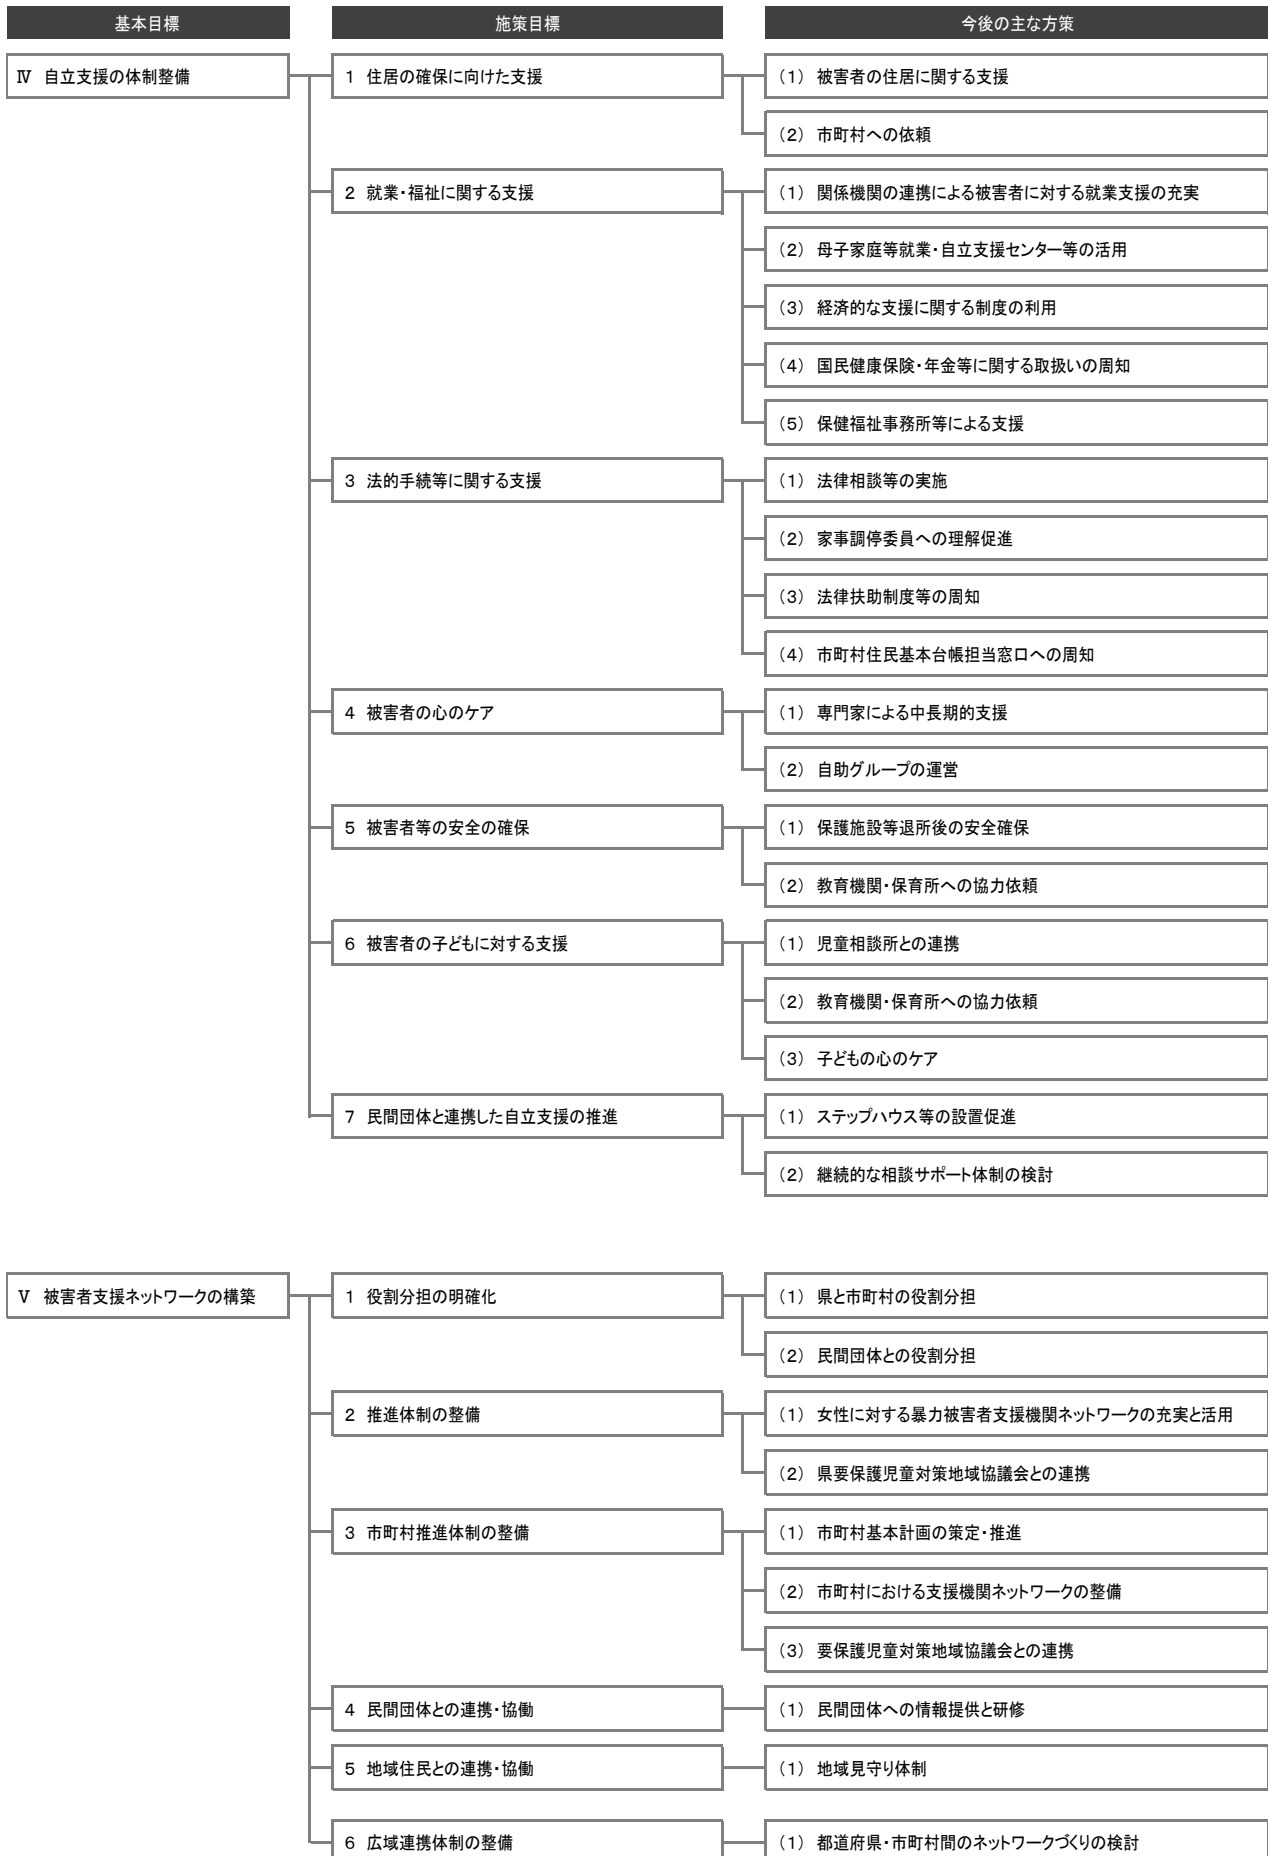 基本目標
施策目標
今後の主な方策
Ⅳ 自立支援の体制整備
1 住居の確保に向けた支援
(1) 被害者の住居に関する支援
(2) 市町村への依頼
2 就業・福祉に関する支援
(1) 関係機関の連携による被害者に対する就業支援の充実
(2) 母子家庭等就業・自立支援センター等の活用
(3) 経済的な支援に関する制度の利用
(4) 国民健康保険・年金等に関する取扱いの周知
(5) 保健福祉事務所等による支援
3 法的手続等に関する支援
(1) 法律相談等の実施
(2) 家事調停委員への理解促進
(3) 法律扶助制度等の周知
(4) 市町村住民基本台帳担当窓口への周知
4 被害者の心のケア
(1) 専門家による中長期的支援
(2) 自助グループの運営
5 被害者等の安全の確保
(1) 保護施設等退所後の安全確保
(2) 教育機関・保育所への協力依頼
6 被害者の子どもに対する支援
(1) 児童相談所との連携
(2) 教育機関・保育所への協力依頼
(3) 子どもの心のケア
7 民間団体と連携した自立支援の推進
(1) ステップハウス等の設置促進
(2) 継続的な相談サポート体制の検討
Ⅴ 被害者支援ネットワークの構築
1 役割分担の明確化
(1) 県と市町村の役割分担
(2) 民間団体との役割分担
2 推進体制の整備
(1) 女性に対する暴力被害者支援機関ネットワークの充実と活用
(2) 県要保護児童対策地域協議会との連携
3 市町村推進体制の整備
(1) 市町村基本計画の策定・推進
(2) 市町村における支援機関ネットワークの整備
(3) 要保護児童対策地域協議会との連携
4 民間団体との連携・協働
(1) 民間団体への情報提供と研修
5 地域住民との連携・協働
(1) 地域見守り体制
6 広域連携体制の整備
(1) 都道府県・市町村間のネットワークづくりの検討